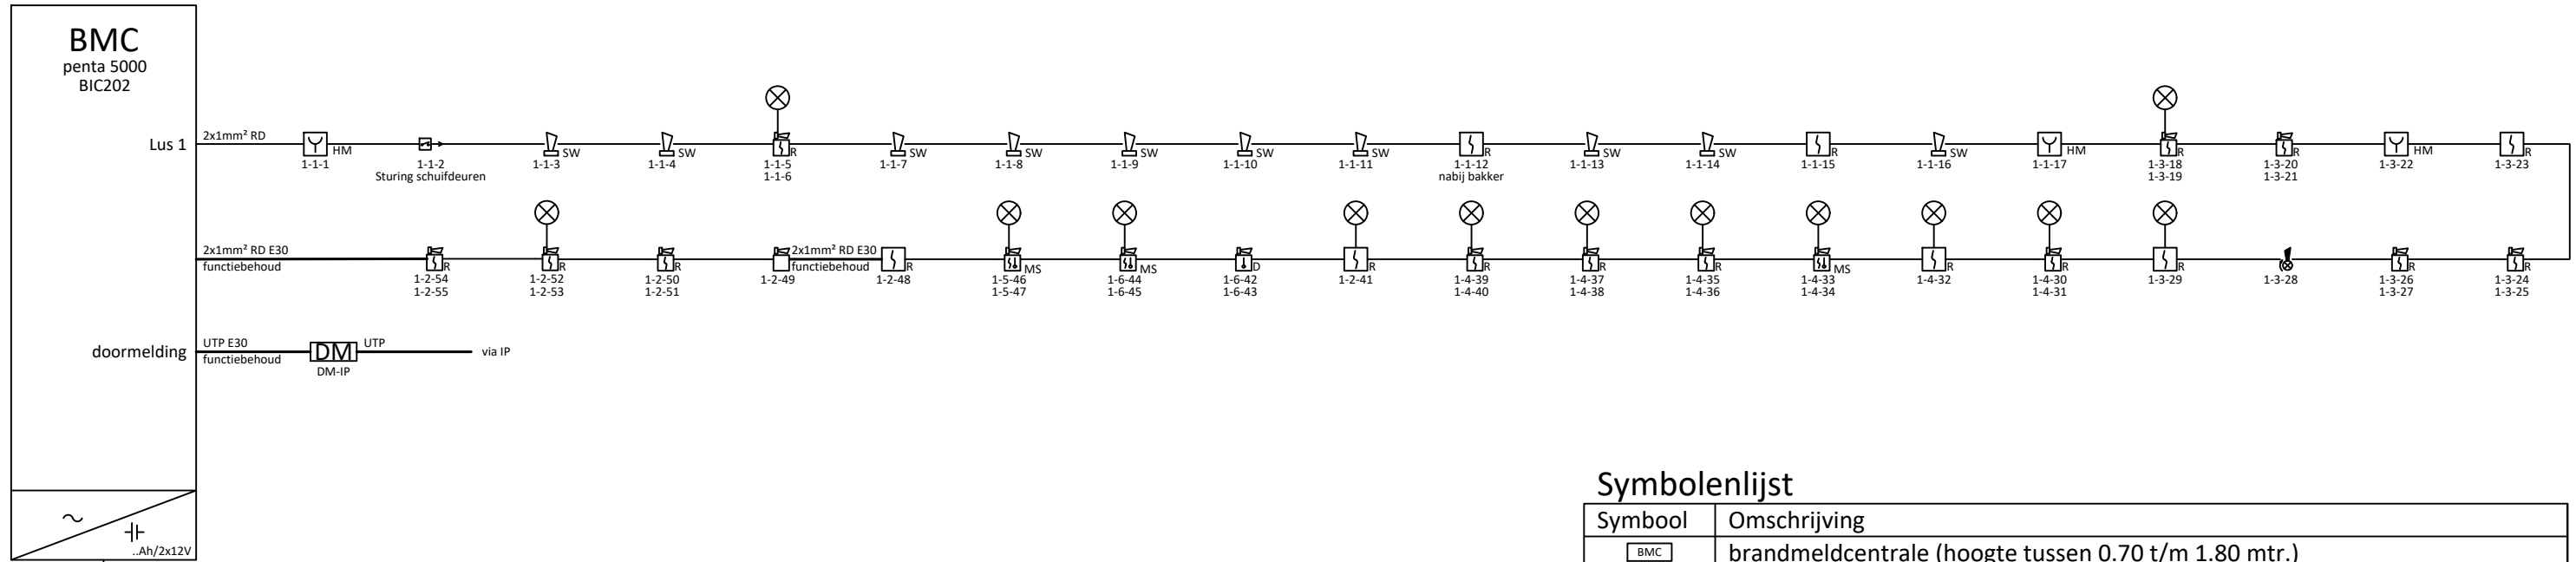 BMC
penta 5000
BIC202
Lus 1
2x1mm² RD
HM
SW
SW
R
SW
SW
SW
SW
SW
R
SW
SW
R
SW
HM
R
R
HM
R
1-1-1
1-1-2
1-1-3
1-1-4
1-1-5
1-1-7
1-1-8
1-1-9
1-1-10
1-1-11
1-1-12
1-1-13
1-1-14
1-1-15
1-1-16
1-1-17
1-3-18
1-3-20
1-3-22
1-3-23
Sturing schuifdeuren
1-1-6
nabij bakker
1-3-19
1-3-21
2x1mm² RD E30
functiebehoud
R
R
R
2x1mm² RD E30
functiebehoud
R
MS
MS
D
R
R
R
R
MS
R
R
R
R
R
1-2-54
1-2-52
1-2-50
1-2-49
1-2-48
1-5-46
1-6-44
1-6-42
1-2-41
1-4-39
1-4-37
1-4-35
1-4-33
1-4-32
1-4-30
1-3-29
1-3-28
1-3-26
1-3-24
1-2-55
1-2-53
1-2-51
1-5-47
1-6-45
1-6-43
1-4-40
1-4-38
1-4-36
1-4-34
1-4-31
1-3-27
1-3-25
doormelding
UTP E30
functiebehoud
DM
DM-IP
UTP
via IP
..Ah/2x12V
Symbolenlijst
Symbool Omschrijving
BMC brandmeldcentrale (hoogte tussen 0.70 t/m 1.80 mtr.)